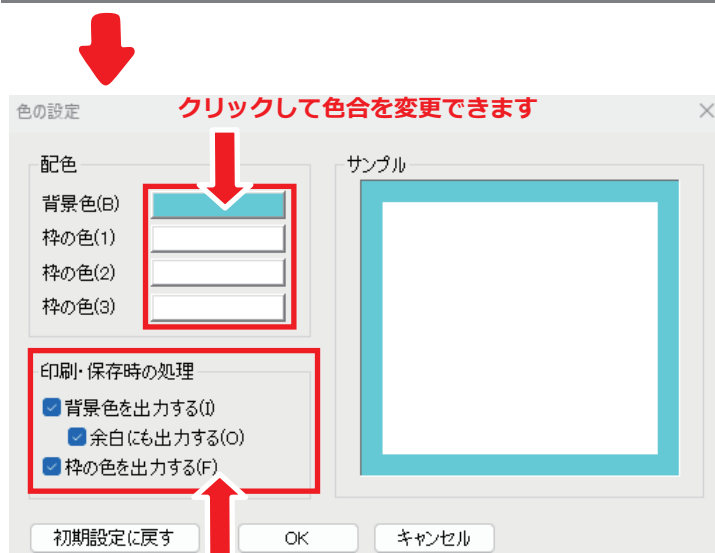 色の設定
クリックして色合を変更できます
配色
背景色(B)
枠の色(1)
枠の色(2)
枠の色(3)
サンプル
印刷・保存時の処理
背景色を出力する(I)
余白にも出力する(O)
枠の色を出力する(F)
初期設定に戻す
OK
キャンセル